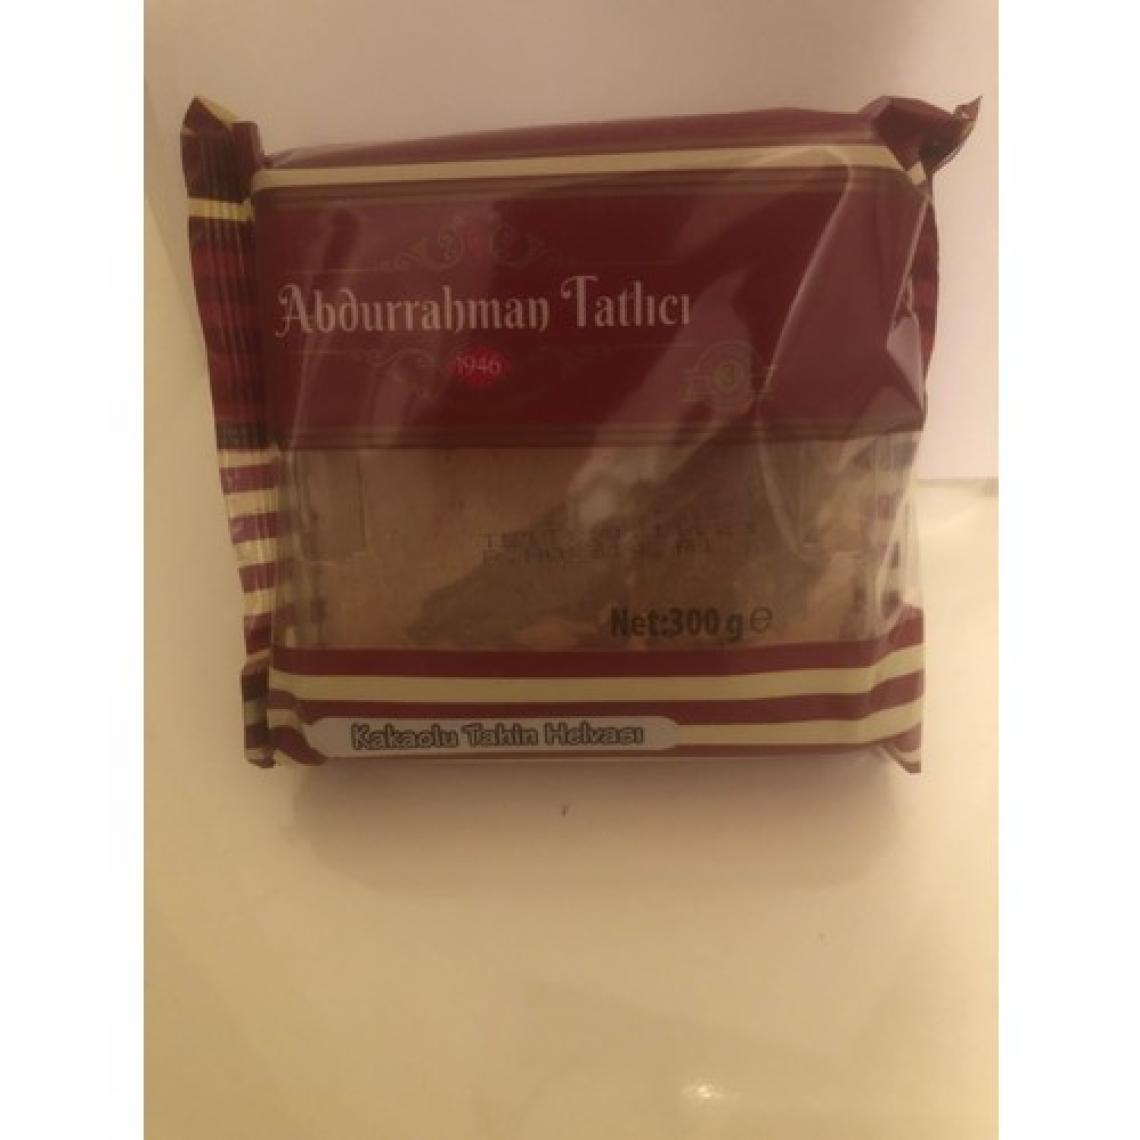 Abdurrahman Tatlıcı
1946
Net:300 g e
Kakaolu Tahin Helvası